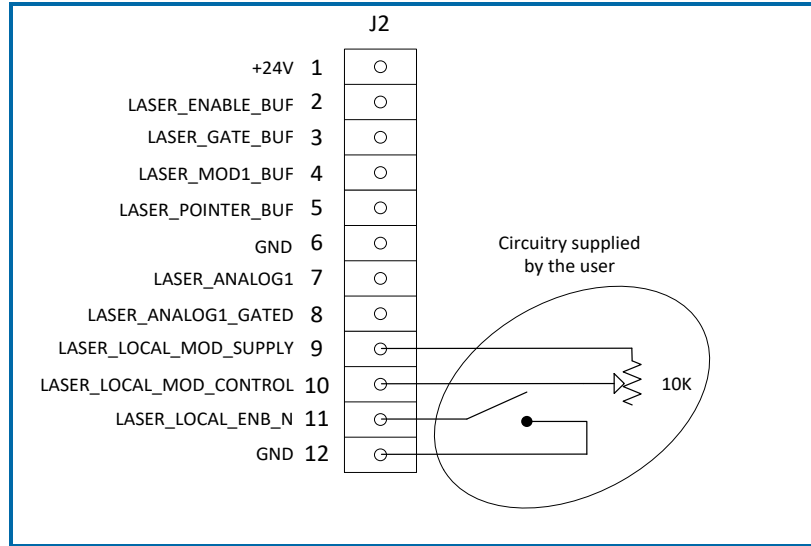 J2
+24V 1
LASER_ENABLE_BUF 2
LASER_GATE_BUF 3
LASER_MOD1_BUF 4
LASER_POINTER_BUF 5
GND 6
LASER_ANALOG1 7
LASER_ANALOG1_GATED 8
LASER_LOCAL_MOD_SUPPLY 9
LASER_LOCAL_MOD_CONTROL 10
LASER_LOCAL_ENB_N 11
GND 12
Circuitry supplied
by the user
10K